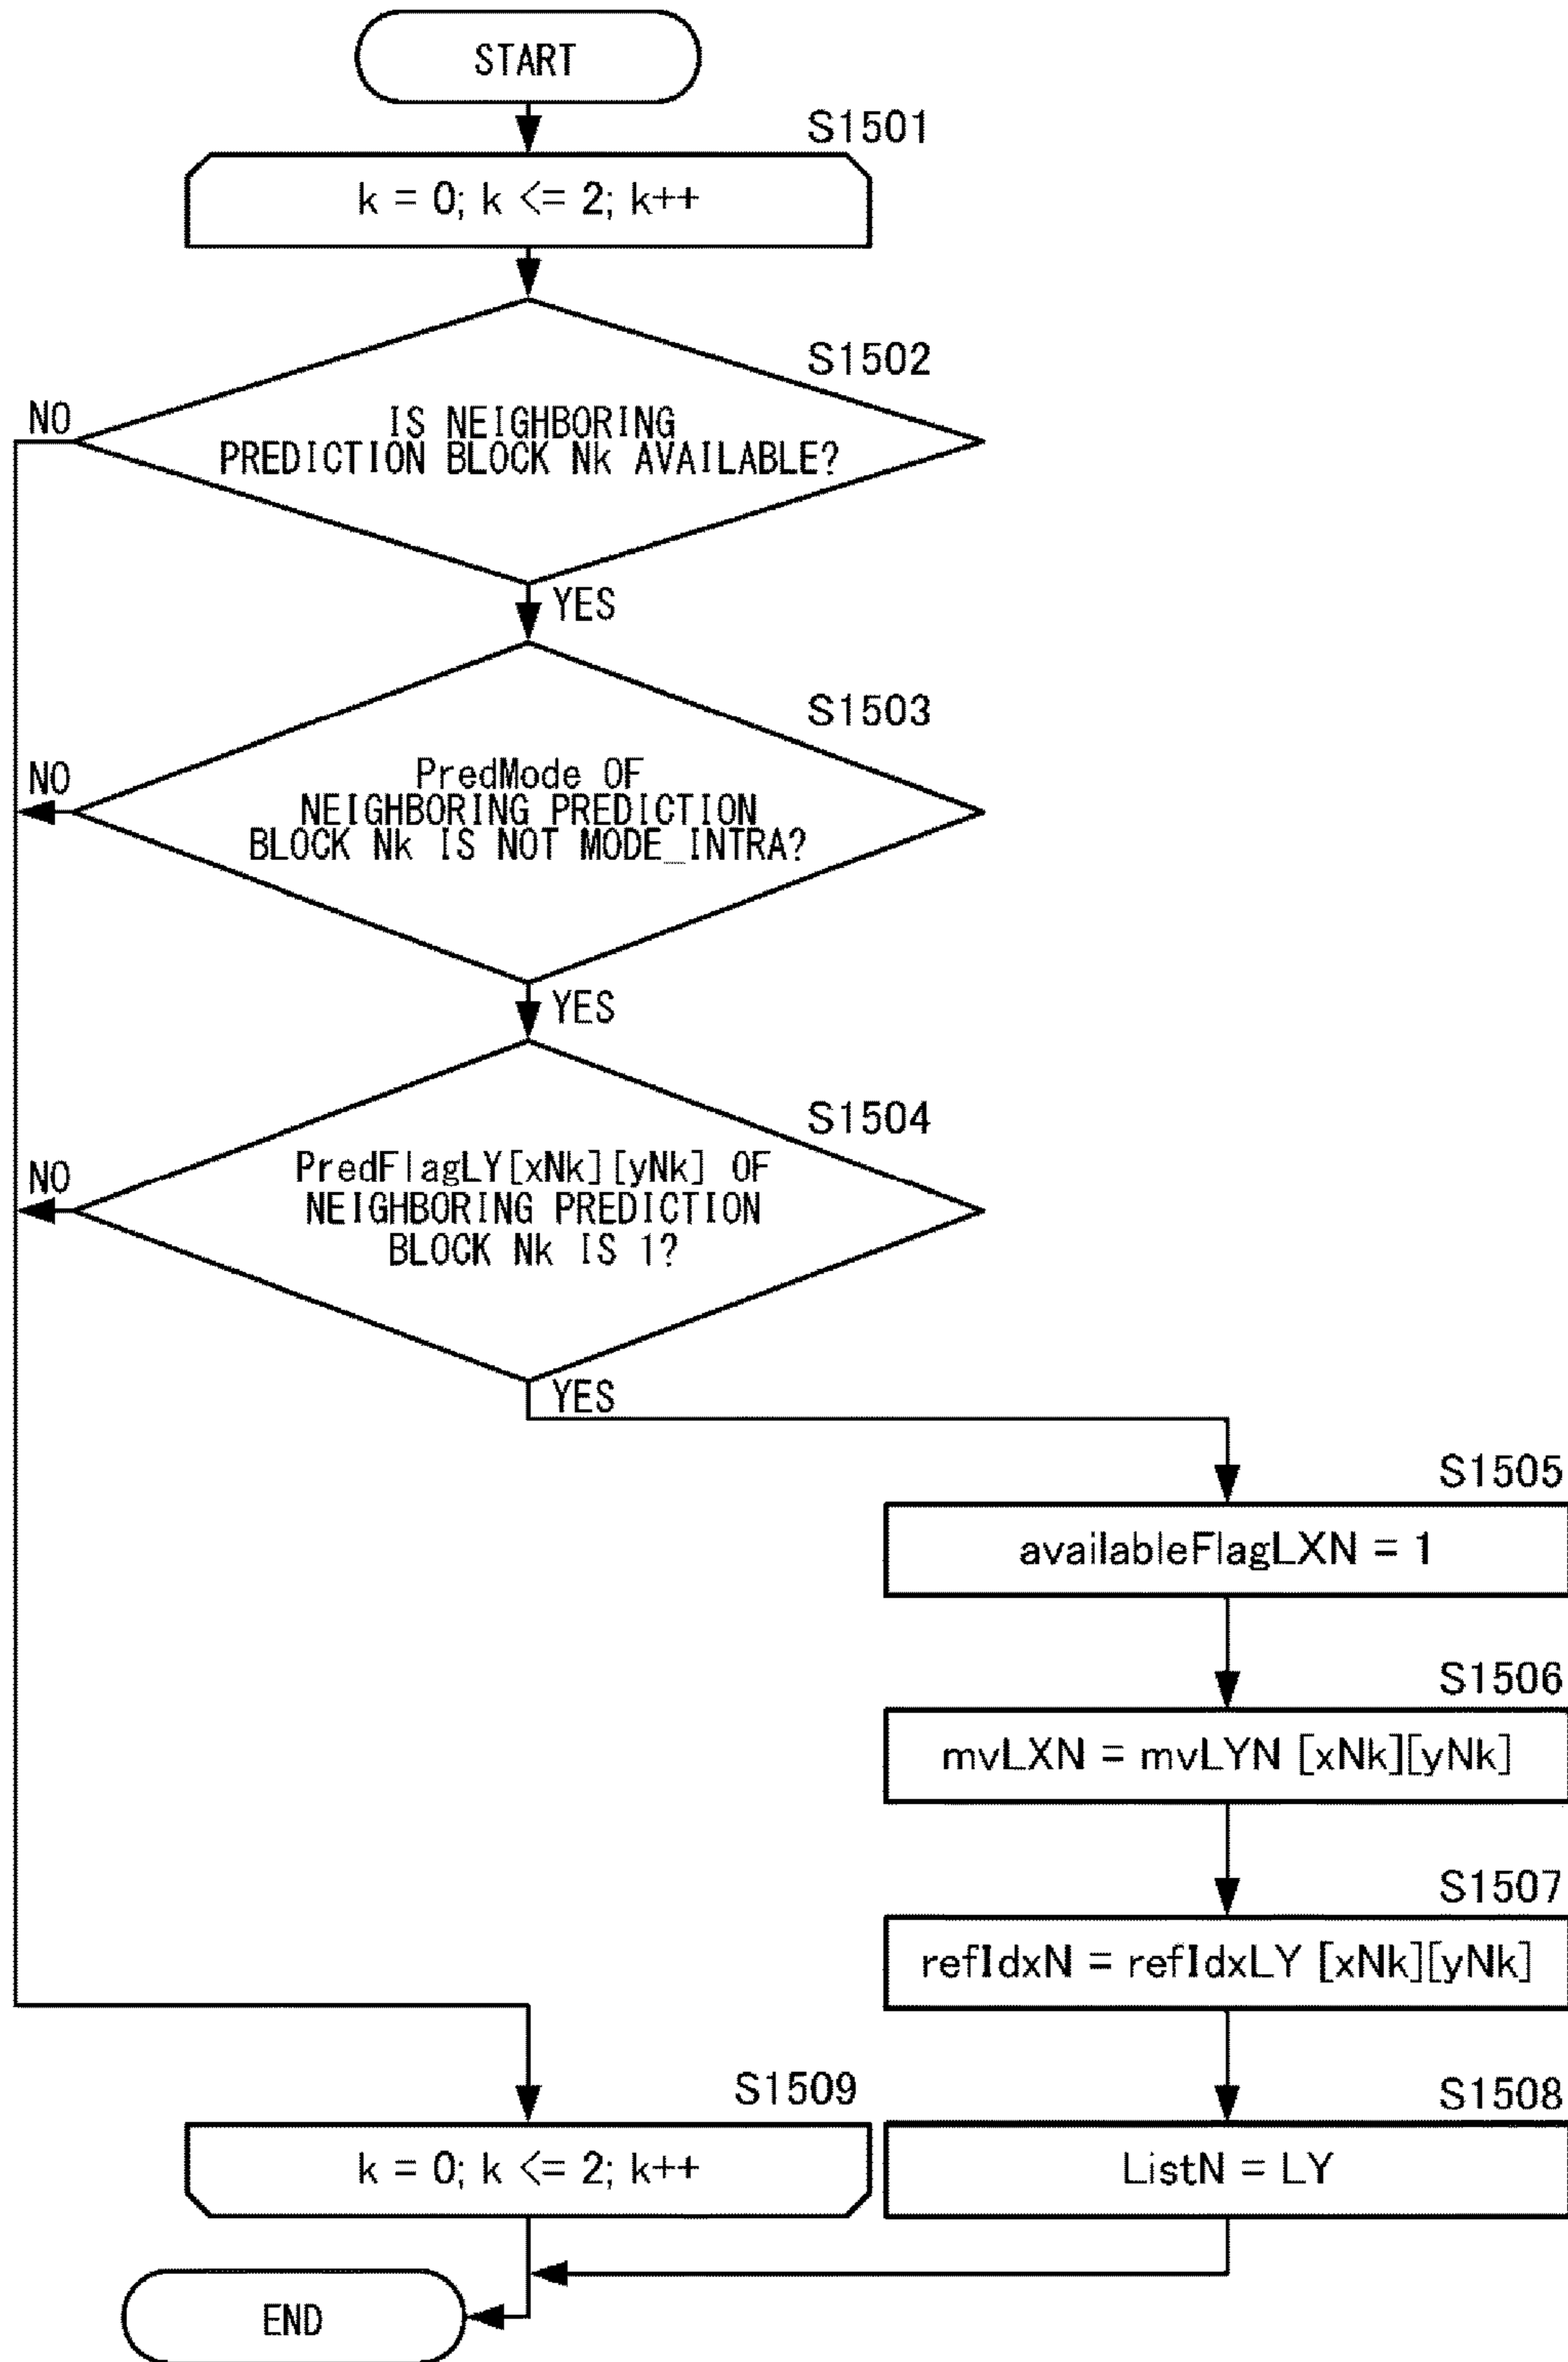 START
S1501
k = 0; k <= 2; k++
S1502
IS NEIGHBORING
PREDICTION BLOCK Nk AVAILABLE?
NO
YES
S1503
PredMode OF
NEIGHBORING PREDICTION
BLOCK Nk IS NOT MODE_INTRA?
NO
YES
S1504
PredFlagLY[xNk][yNk] OF
NEIGHBORING PREDICTION
BLOCK Nk IS 1?
NO
YES
S1505
availableFlagLXN = 1
S1506
mvLXN = mvLYN [xNk][yNk]
S1507
refIdxN = refIdxLY [xNk][yNk]
S1509
S1508
k = 0; k <= 2; k++
ListN = LY
END